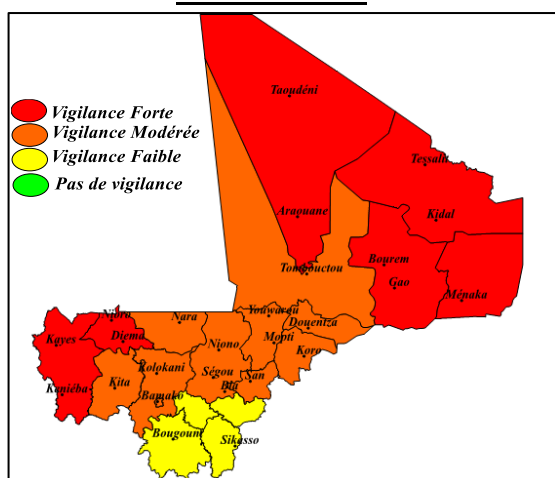 Vigilance Forte
Vigilance Modérée
Vigilance Faible
Pas de vigilance
Taoudéni
Tessalit
Araouane
Kidal
Tombouctou
Bourem
Gao
Ménaka
Nioro
Nara
Youwarou
Douentza
Kayes
Diema
Niono
Mopti
Koro
Kolokani
Kita
Ségou
San
Bla
Kéniéba
Bamako
Bougouni
Sikasso